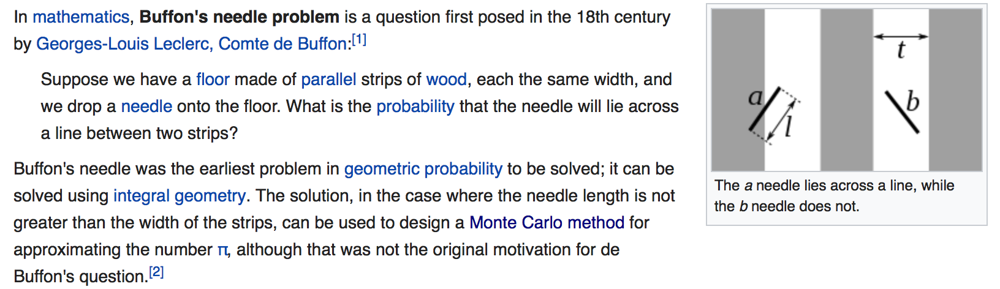 In mathematics, Buffon's needle problem is a question first posed in the 18th century
by Georges-Louis Leclerc, Comte de Buffon:[1]
Suppose we have a floor made of parallel strips of wood, each the same width, and
we drop a needle onto the floor. What is the probability that the needle will lie across
a line between two strips?
Buffon's needle was the earliest problem in geometric probability to be solved; it can be
solved using integral geometry. The solution, in the case where the needle length is not
greater than the width of the strips, can be used to design a Monte Carlo method for
approximating the number π, although that was not the original motivation for de
Buffon's question.[2]
t
a
l
b
The a needle lies across a line, while
the b needle does not.